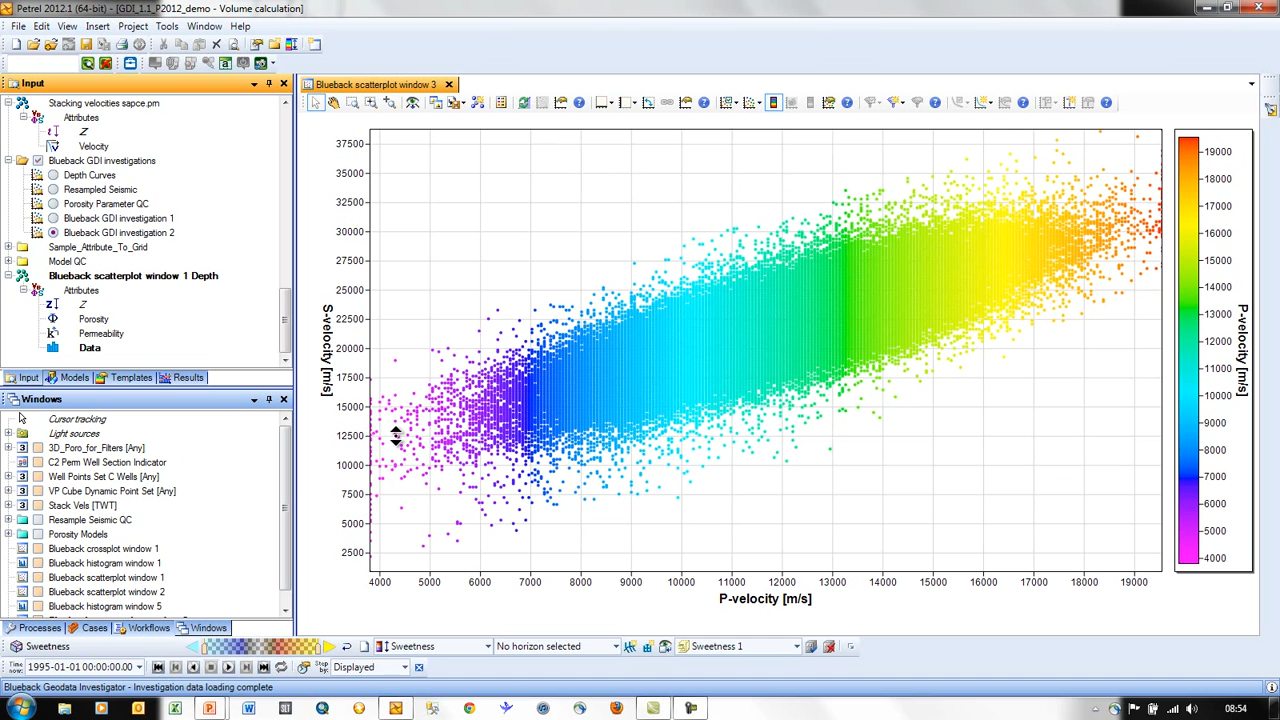 Petrel 2012.1 (64-bit) - [GDI_1.1_P2012_demo - Volume calculation]
File Edit View Insert Project Tools Window Help
Input
Stacking velocities sapce.pm
Attributes
Z
Velocity
Blueback GDI investigations
Depth Curves
Resampled Seismic
Porosity Parameter QC
Blueback GDI investigation 1
Blueback GDI investigation 2
Sample_Attribute_To_Grid
Model QC
Blueback scatterplot window 1 Depth
Attributes
Z
Porosity
Permeability
Data
Input Models Templates Results
Windows
Cursor tracking
Light sources
3D_Poro_for_Filters [Any]
C2 Perm Well Section Indicator
Well Points Set C Wells [Any]
VP Cube Dynamic Point Set [Any]
Stack Vels [TWT]
Resample Seismic QC
Porosity Models
Blueback crosplot window 1
Blueback histogram window 1
Blueback scatterplot window 1
Blueback scatterplot window 2
Blueback histogram window 5
Processes Cases Workflows Windows
Blueback scatterplot window 3
S-velocity [m/s]
37500
35000
32500
30000
27500
25000
22500
20000
17500
15000
12500
10000
7500
5000
2500
4000 5000 6000 7000 8000 9000 10000 11000 12000 13000 14000 15000 16000 17000 18000 19000
P-velocity [m/s]
19000
18000
17000
16000
15000
14000
13000
12000
11000
10000
9000
8000
7000
6000
5000
4000
P-velocity [m/s]
Sweetness Sweetness No horizon selected Sweetness 1
Time now: 1995-01-01 00:00:00.00 Step by: Displayed
Blueback Geodata Investigator - Investigation data loading complete
08:54